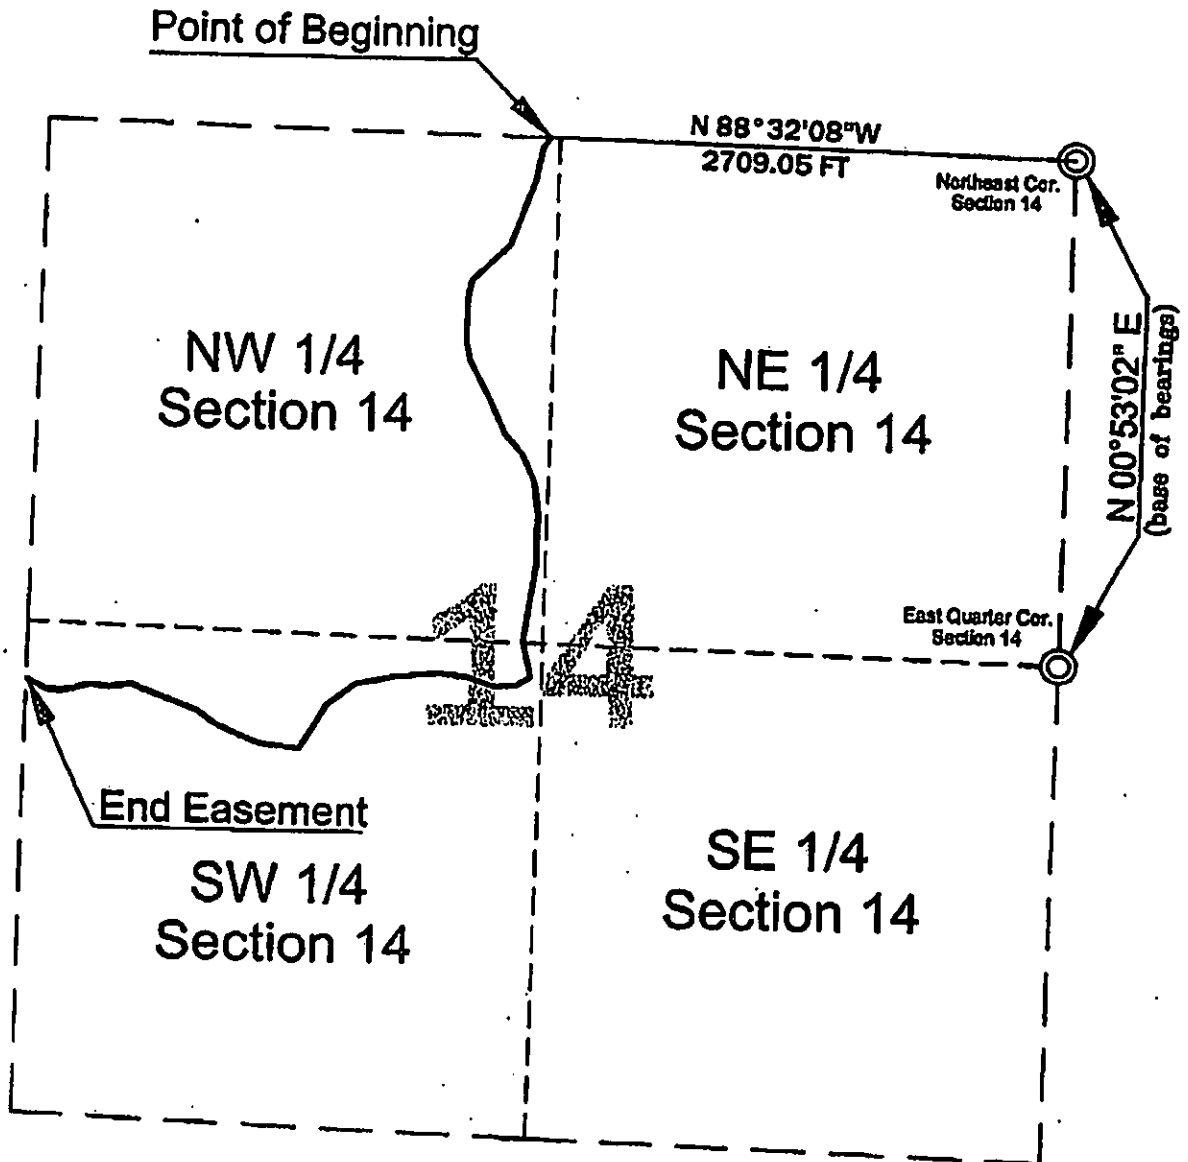 Point of Beginning
N 88°32'08"W
2709.05 FT
Northeast Cor.
Section 14
NW 1/4
Section 14
NE 1/4
Section 14
N 00°53'02" E
(base of bearings)
14
East Quarter Cor.
Section 14
End Easement
SW 1/4
Section 14
SE 1/4
Section 14